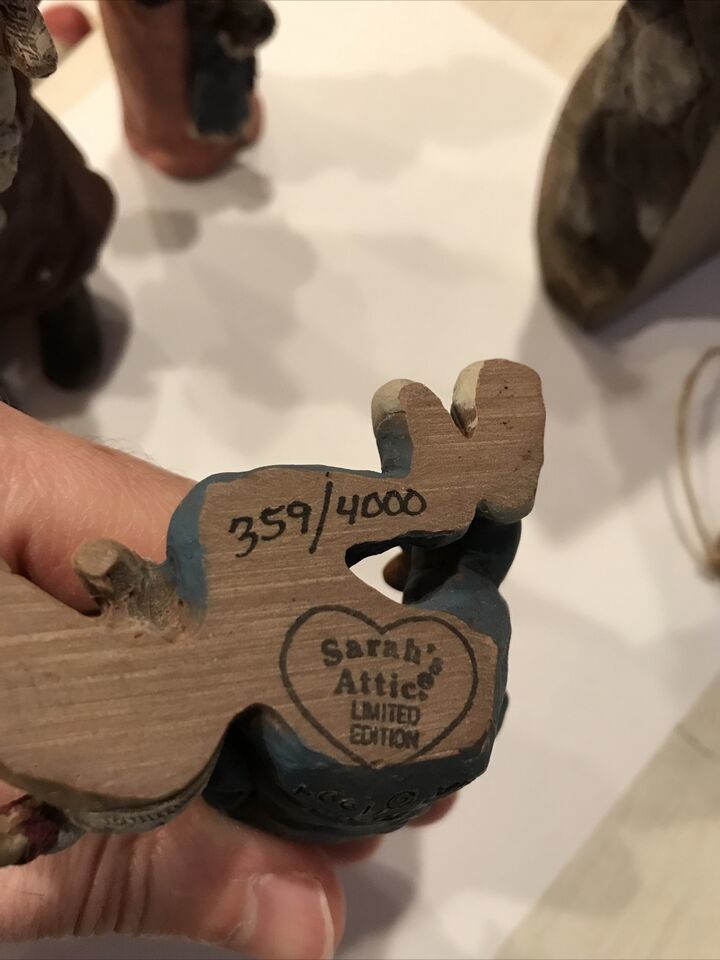 359/4000
Sarah's
Attic
LIMITED
EDITION